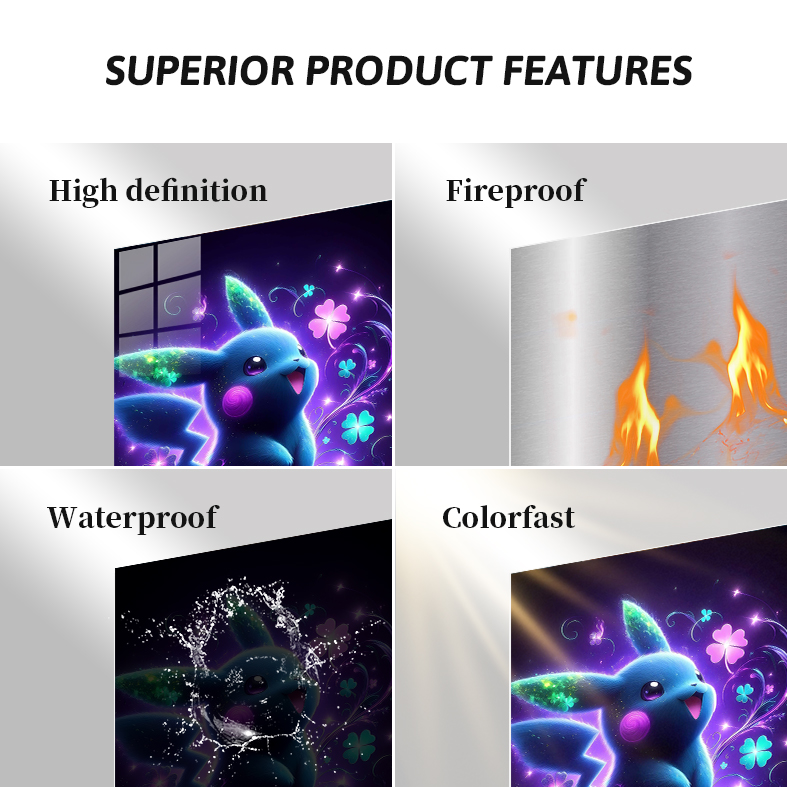 SUPERIOR PRODUCT FEATURES
High definition
Fireproof
Waterproof
Colorfast